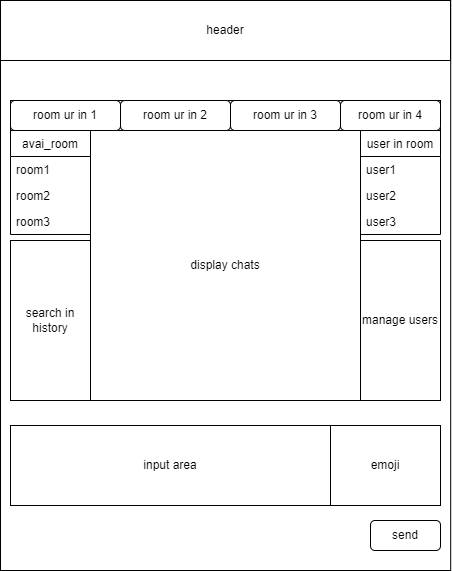 header
room ur in 1
room ur in 2
room ur in 3
room ur in 4
avai_room
room1
room2
room3
search in
history
display chats
user in room
user1
user2
user3
manage users
input area
emoji
send